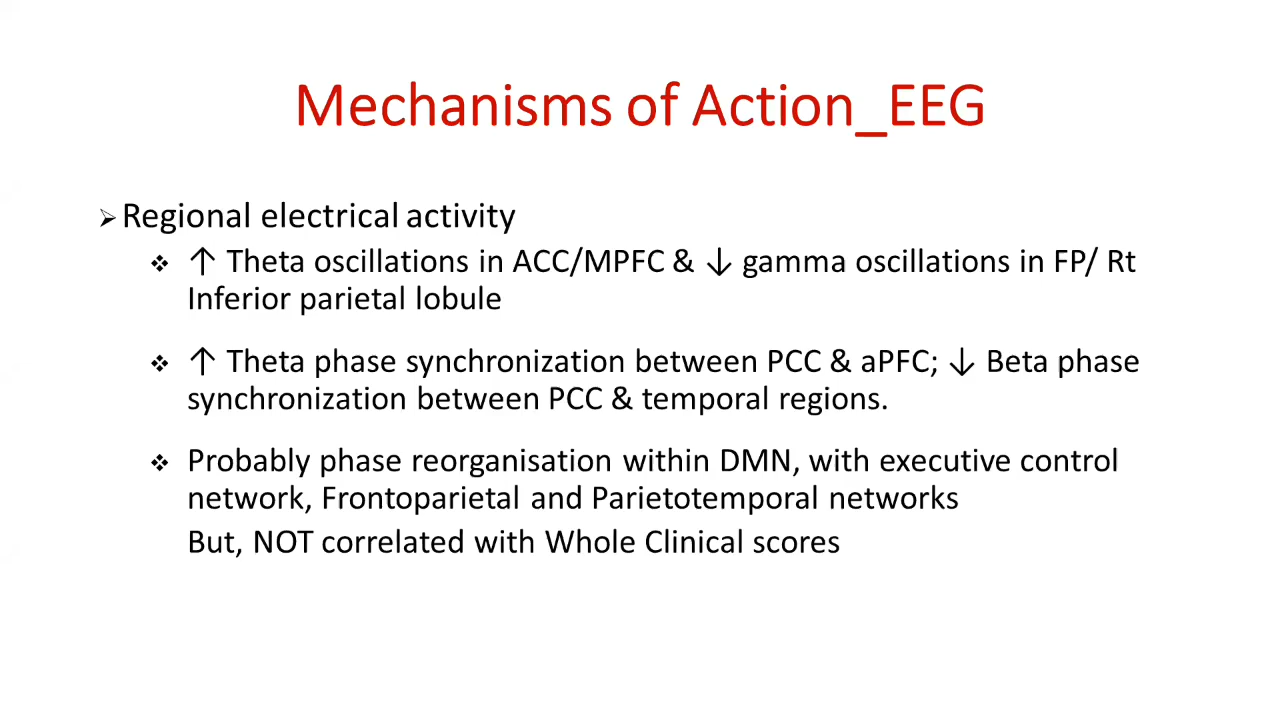 Mechanisms of Action_EEG
Regional electrical activity
↑ Theta oscillations in ACC/MPFC & ↓ gamma oscillations in FP/ Rt
Inferior parietal lobule
↑ Theta phase synchronization between PCC & aPFC; ↓ Beta phase
synchronization between PCC & temporal regions.
Probably phase reorganisation within DMN, with executive control
network, Frontoparietal and Parietotemporal networks
But, NOT correlated with Whole Clinical scores